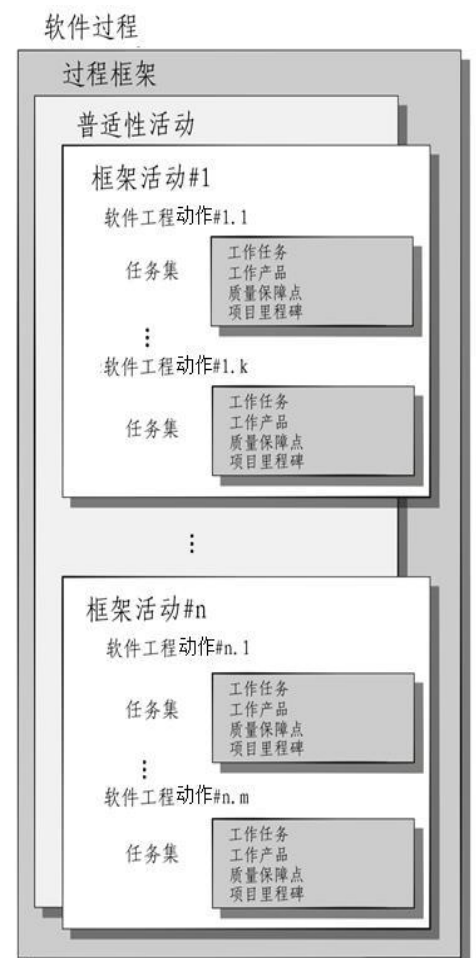 软件过程
过程框架
普适性活动
框架活动#1
软件工程动作#1.1
任务集
工作任务
工作产品
质量保障点
项目里程碑
⋮
软件工程动作#1.k
任务集
工作任务
工作产品
质量保障点
项目里程碑
⋮
框架活动#n
软件工程动作#n.1
任务集
工作任务
工作产品
质量保障点
项目里程碑
⋮
软件工程动作#n.m
任务集
工作任务
工作产品
质量保障点
项目里程碑